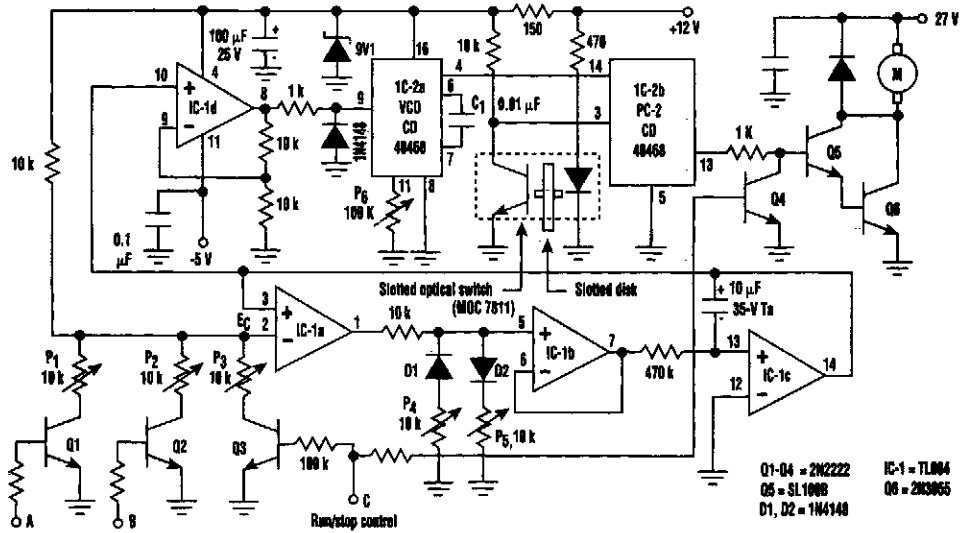 150
+12 V
27 V
100 µF
25 V
+
10 k
470
9V1
16
4
14
10
+
4
IC-1d
8
1 k
9
9
−
11
1C-2a
VCO
CD
4046B
6
C1
7
0.01 µF
3
1C-2b
PC-2
CD
4046B
13
1 K
Q5
M
10 k
10 k
1N4148
10 k
P6
100 K
11
8
5
Q4
Q6
0.1
µF
-5 V
Slotted optical switch
(MOC 7811)
Slotted disk
3
+
EC
2
−
IC-1a
1
10 k
5
+
6
−
IC-1b
7
470 k
+
10 µF
35-V Ta
13
+
12
−
IC-1c
14
P1
10 k
P2
10 k
P3
10 k
D1
D2
P4
10 k
P5, 10 k
Q1
Q2
Q3
100 k
A
B
C
Run/stop control
Q1-Q4 = 2N2222
IC-1 = TL084
Q5 = SL100B
Q6 = 2N3055
D1, D2 = 1N4148